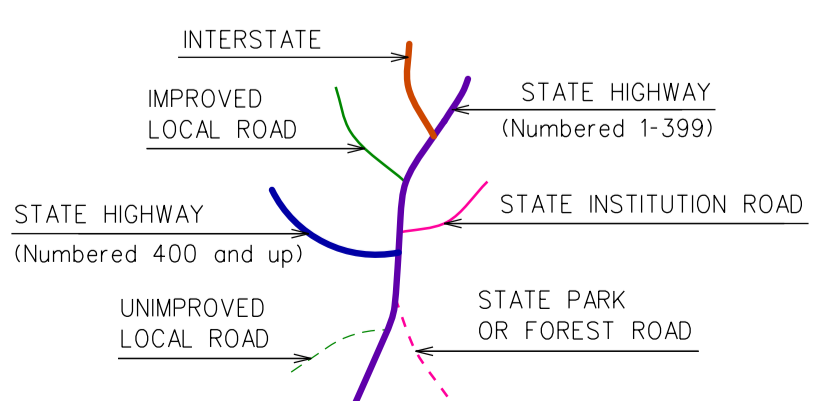 INTERSTATE
STATE HIGHWAY
(Numbered 1-399)
IMPROVED
LOCAL ROAD
STATE HIGHWAY
(Numbered 400 and up)
STATE INSTITUTION ROAD
UNIMPROVED
LOCAL ROAD
STATE PARK
OR FOREST ROAD